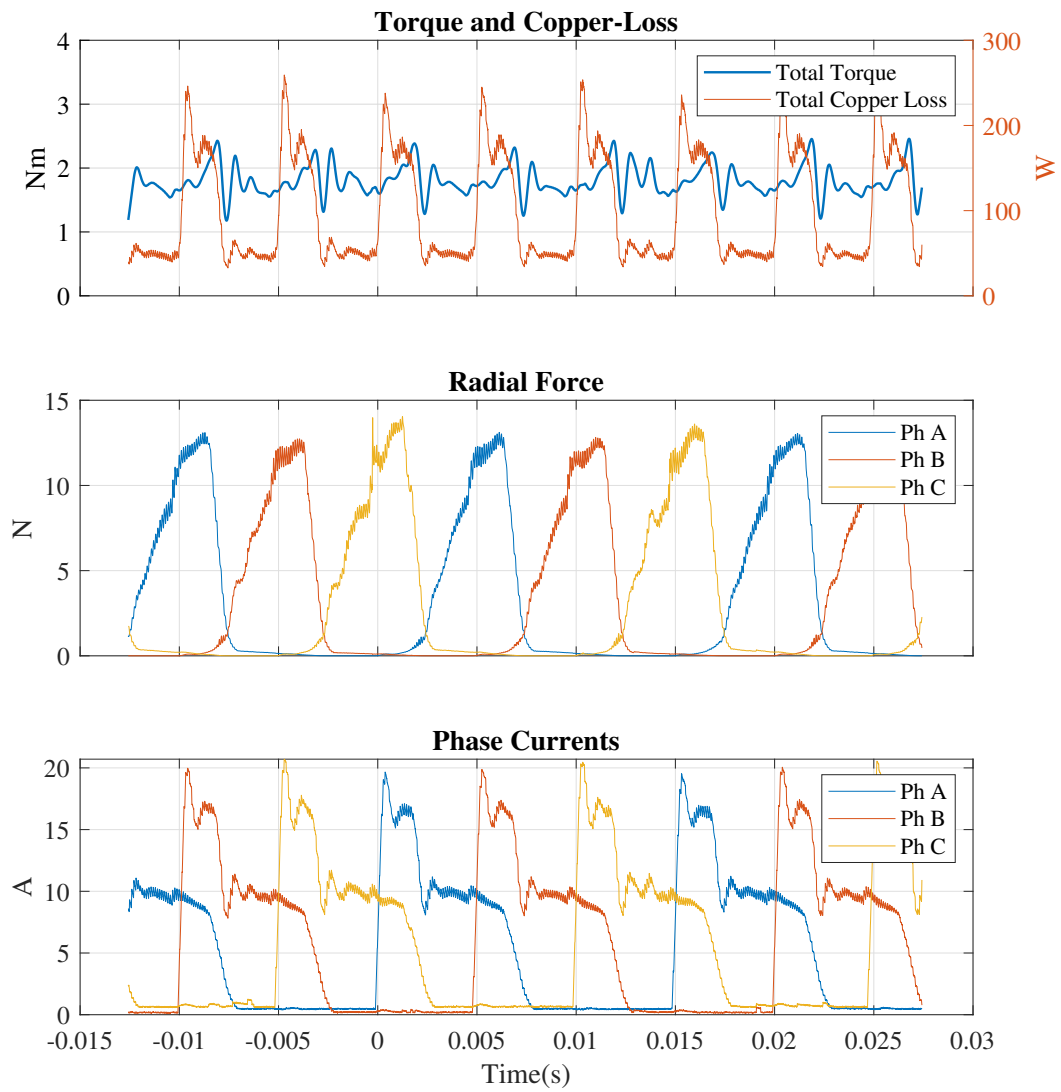 Torque and Copper-Loss
4
3
2
1
0
Nm
300
200
100
0
W
Total Torque
Total Copper Loss
Radial Force
15
10
5
0
N
Ph A
Ph B
Ph C
Phase Currents
20
15
10
5
0
A
Ph A
Ph B
Ph C
-0.015 -0.01 -0.005 0 0.005 0.01 0.015 0.02 0.025 0.03
Time(s)